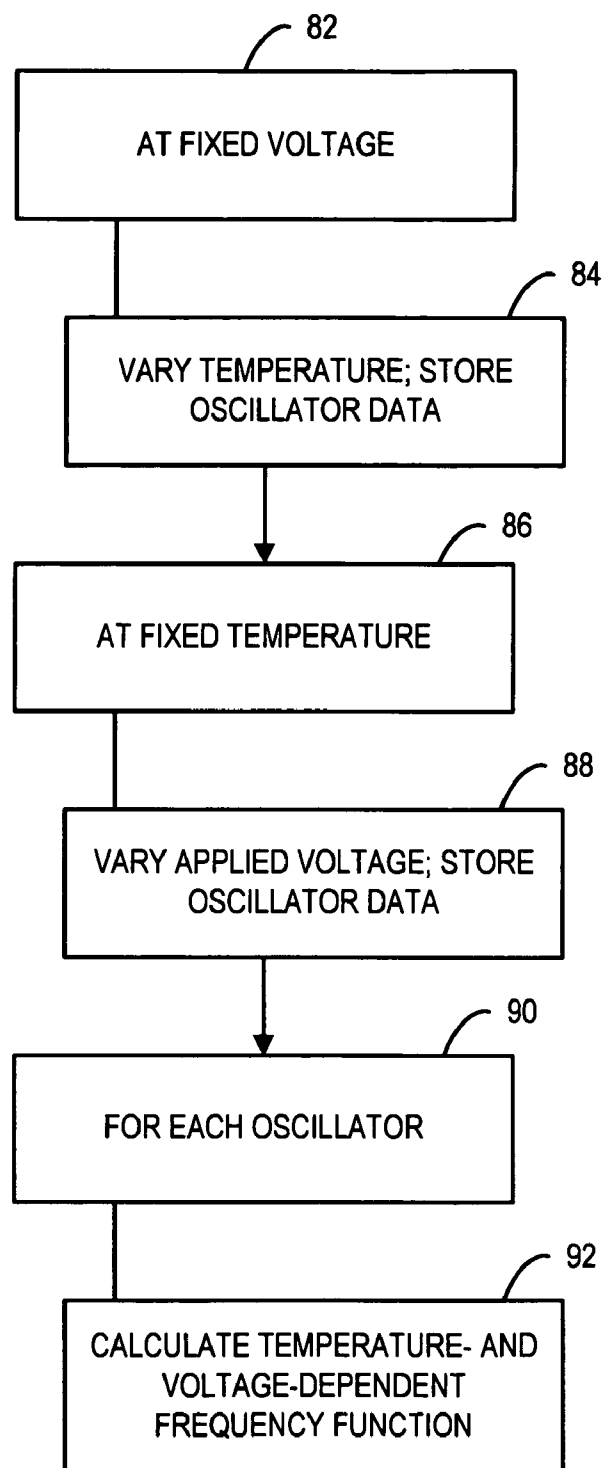 82
AT FIXED VOLTAGE
84
VARY TEMPERATURE; STORE
OSCILLATOR DATA
86
AT FIXED TEMPERATURE
88
VARY APPLIED VOLTAGE; STORE
OSCILLATOR DATA
90
FOR EACH OSCILLATOR
92
CALCULATE TEMPERATURE- AND
VOLTAGE-DEPENDENT
FREQUENCY FUNCTION